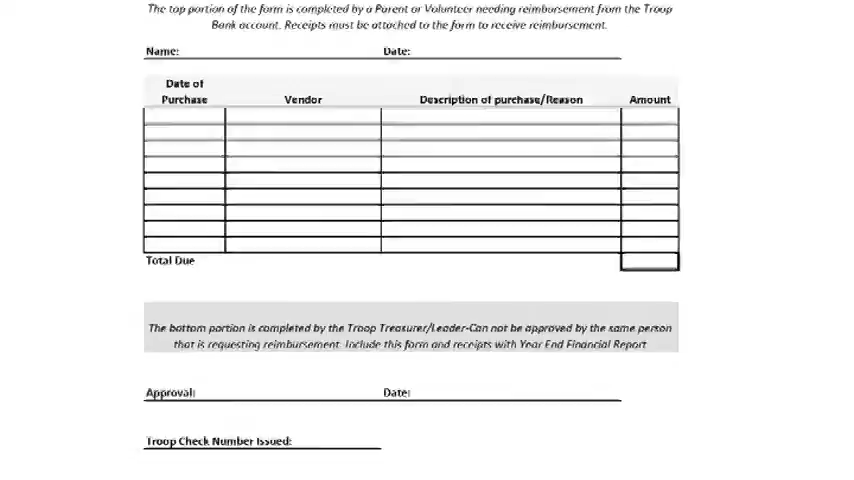 The top portion of the form is completed by a Parent or Volunteer needing reimbursement from the Troop
Bank account. Receipts must be attached to the form to receive reimbursement.
Name: Date:
Date of
Purchase Vendor Description of purchase/Reason Amount
Total Due
The bottom portion is completed by the Troop Treasurer/Leader-Can not be approved by the same person
that is requesting reimbursement. Include this form and receipts with Year End Financial Report
Approval: Date:
Troop Check Number Issued: